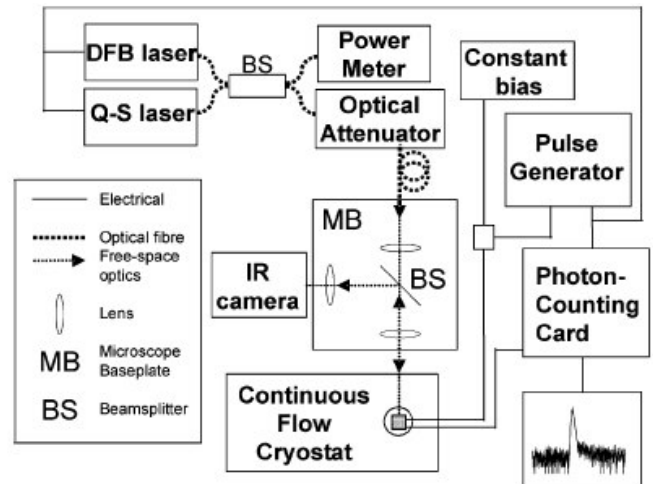 DFB laser
Q-S laser
BS
Power
Meter
Optical
Attenuator
Constant
bias
Pulse
Generator
Electrical
Optical fibre
Free-space
optics
Lens
MB
Microscope
Baseplate
BS
Beamsplitter
MB
BS
IR
camera
Photon-
Counting
Card
Continuous
Flow
Cryostat